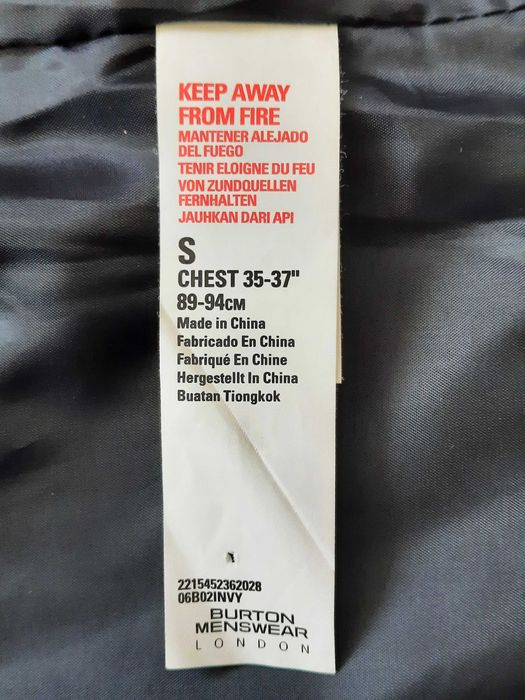 KEEP AWAY
FROM FIRE
MANTENER ALEJADO
DEL FUEGO
TENIR ELOIGNE DU FEU
VON ZUNDQUELLEN
FERNHALTEN
JAUHKAN DARI API
S
CHEST 35-37"
89-94CM
Made in China
Fabricado En China
Fabriqué En Chine
Hergestellt In China
Buatan Tiongkok
2215452362028
06B02INVY
BURTON
MENSWEAR
LONDON